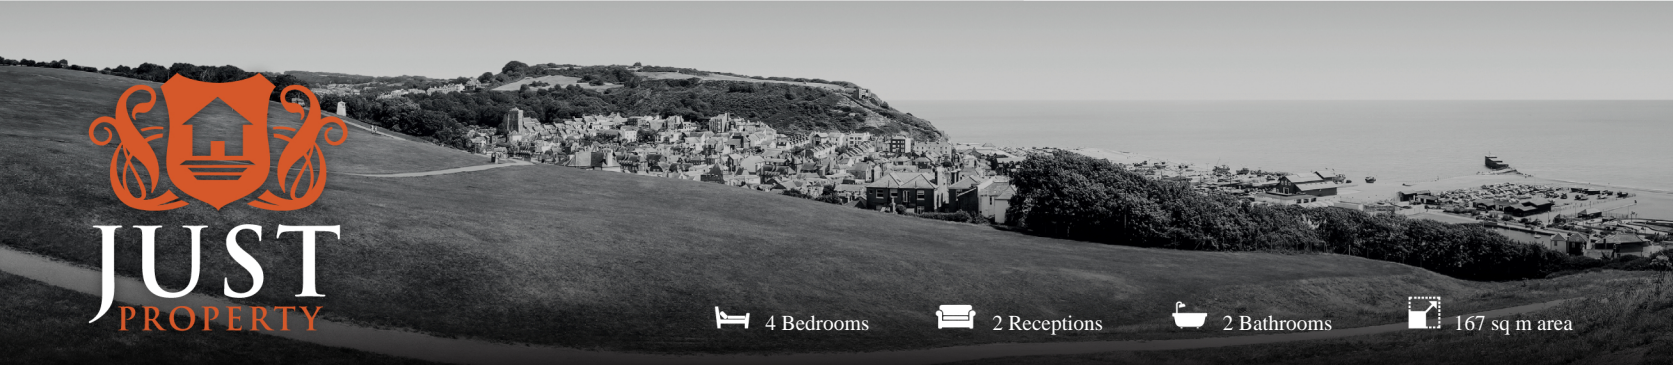 JUST
PROPERTY
4 Bedrooms
2 Receptions
2 Bathrooms
167 sq m area